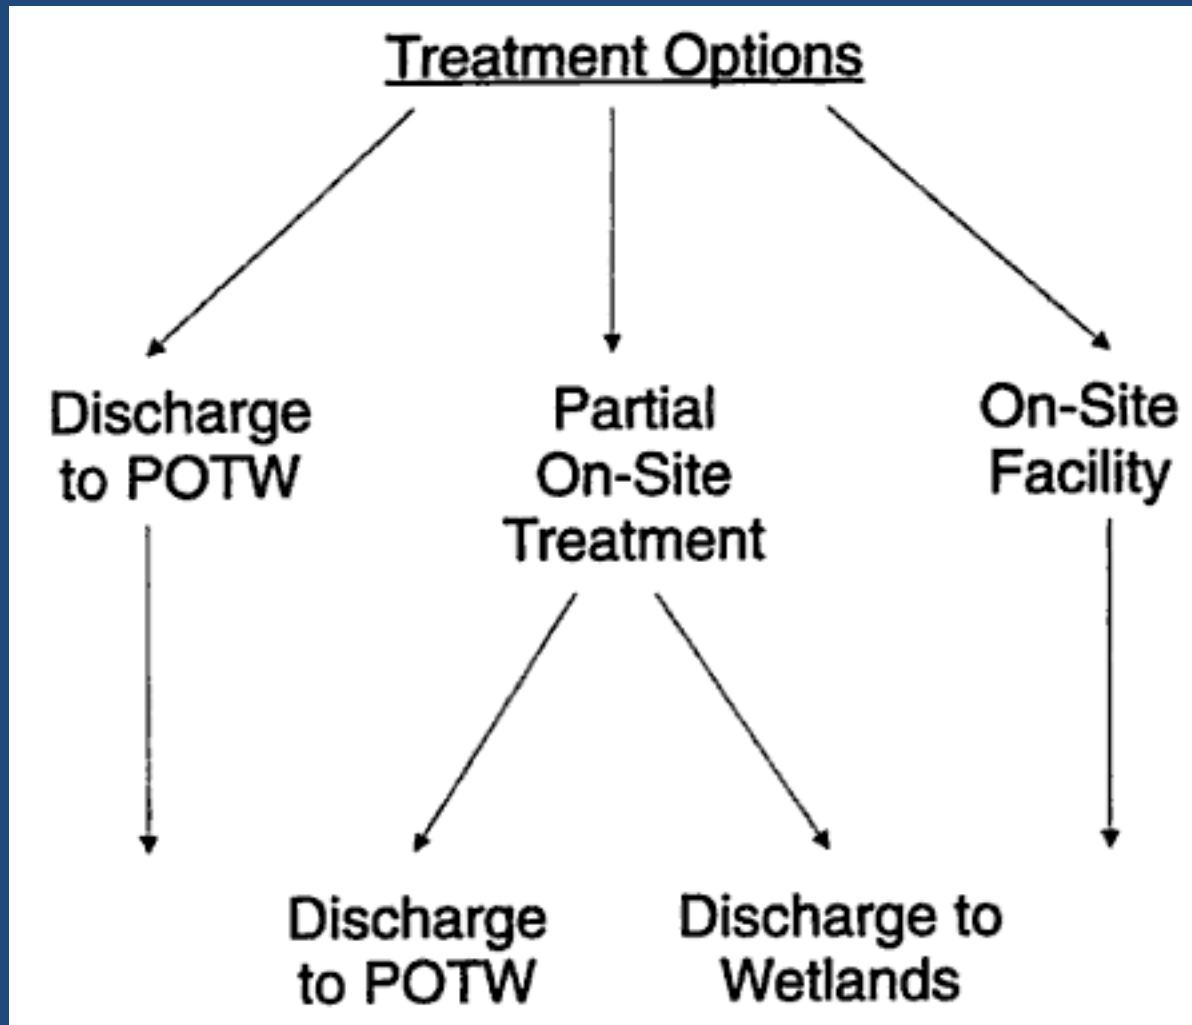 Treatment Options
Discharge
to POTW
Partial
On-Site
Treatment
On-Site
Facility
Discharge
to POTW
Discharge to
Wetlands